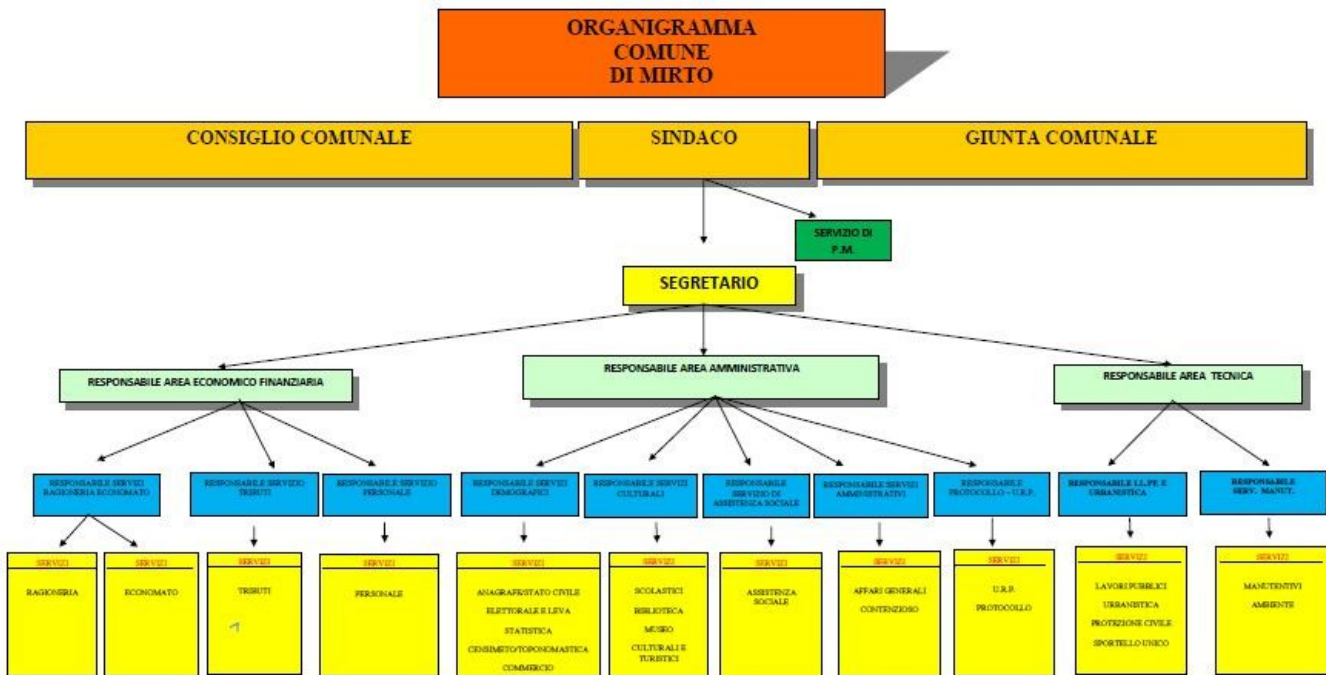 ORGANIGRAMMA
COMUNE
DI MIRTO
CONSIGLIO COMUNALE
SINDACO
GIUNTA COMUNALE
SERVIZIO DI
P.M.
SEGRETARIO
RESPONSABILE AREA ECONOMICO FINANZIARIA
RESPONSABILE AREA AMMINISTRATIVA
RESPONSABILE AREA TECNICA
RESPONSABILE SERVIZI
RAGIONERIA ECONOMATO
RESPONSABILE SERVIZIO
TRIBUTI
RESPONSABILE SERVIZIO
PERSONALE
RESPONSABILE SERVIZI
DEMOGRAFICI
RESPONSABILE SERVIZI
CULTURALI
RESPONSABILE
SERVIZIO DI
ASSISTENZA SOCIALE
RESPONSABILE SERVIZI
AMMINISTRATIVI
RESPONSABILE
PROTOCOLLO – U.R.P.
RESPONSABILE LL.PP. E
URBANISTICA
RESPONSABILE
SERV. MANUT.
SERVIZI
RAGIONERIA
SERVIZI
ECONOMATO
SERVIZI
TRIBUTI
SERVIZI
PERSONALE
SERVIZI
ANAGRAFE/STATO CIVILE
ELETTORALE E LEVA
STATISTICA
CENSIMETO/TOPONOMASTICA
COMMERCIO
SERVIZI
SCOLASTICI
BIBLIOTECA
MUSEO
CULTURALI E
TURISTICI
SERVIZI
ASSISTENZA
SOCIALE
SERVIZI
AFFARI GENERALI
CONTENZIOSO
SERVIZI
U.R.P.
PROTOCOLLO
SERVIZI
LAVORI PUBBLICI
URBANISTICA
PROTEZIONE CIVILE
SPORTELLO UNICO
SERVIZI
MANUTENTIVI
AMBIENTE